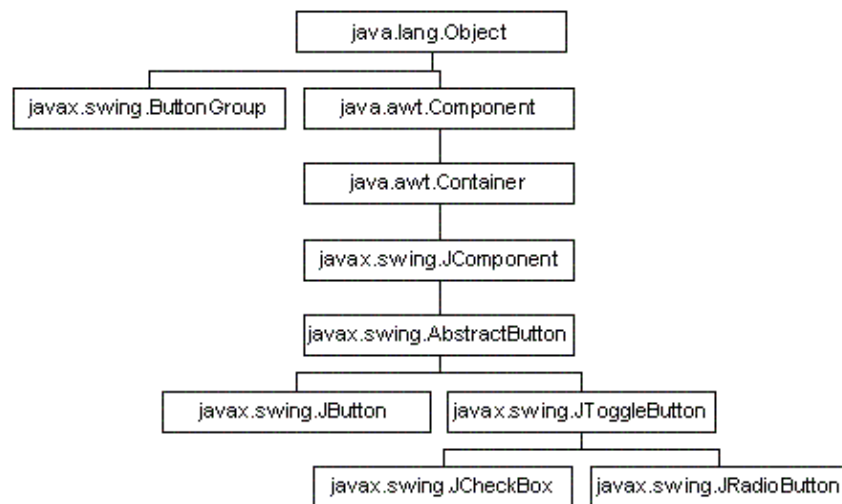 java.lang.Object
javax.swing.ButtonGroup
java.awt.Component
java.awt.Container
javax.swing.JComponent
javax.swing.AbstractButton
javax.swing.JButton
javax.swing.JToggleButton
javax.swing.JCheckBox
javax.swing.JRadioButton